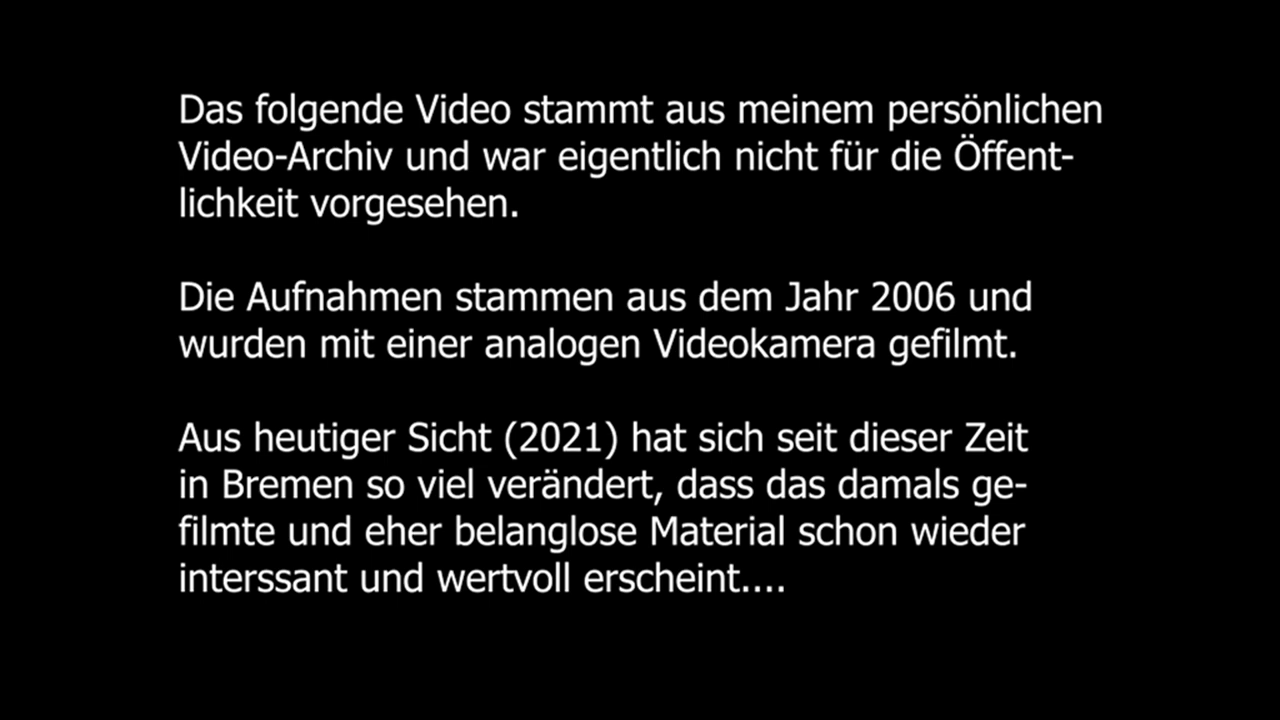 Das folgende Video stammt aus meinem persönlichen
Video-Archiv und war eigentlich nicht für die Öffent-
lichkeit vorgesehen.
Die Aufnahmen stammen aus dem Jahr 2006 und
wurden mit einer analogen Videokamera gefilmt.
Aus heutiger Sicht (2021) hat sich seit dieser Zeit
in Bremen so viel verändert, dass das damals ge-
filmte und eher belanglose Material schon wieder
interssant und wertvoll erscheint....